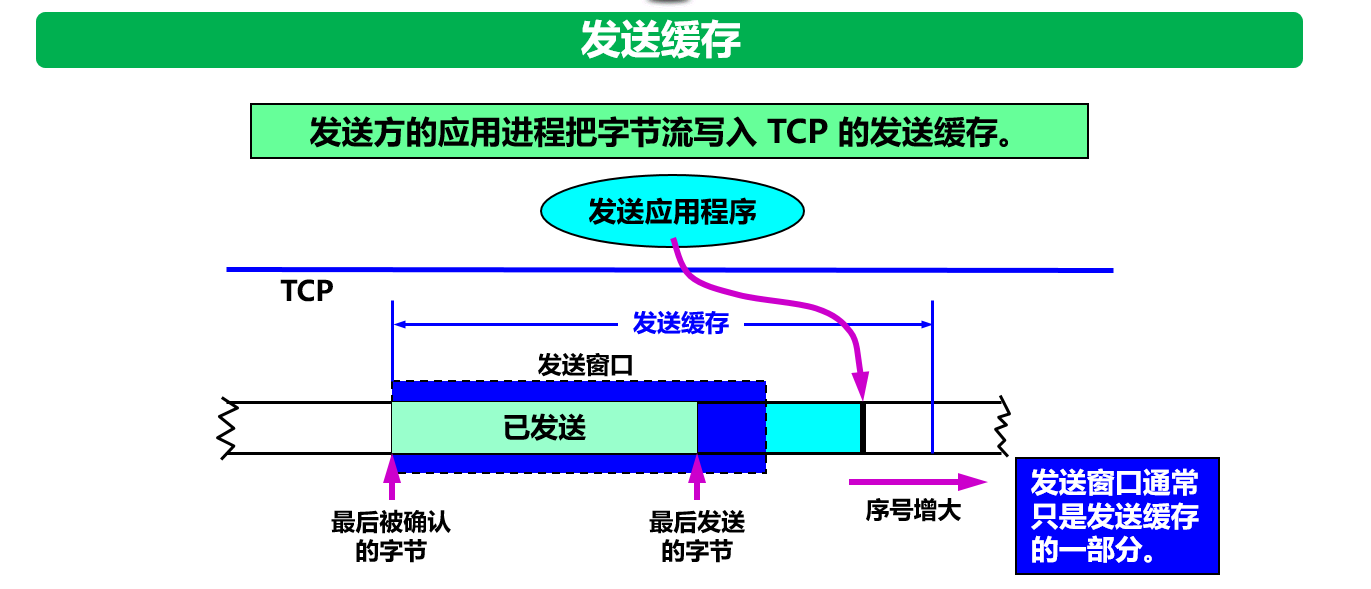 发送缓存
发送方的应用进程把字节流写入 TCP 的发送缓存。
发送应用程序
TCP
发送缓存
发送窗口
已发送
最后被确认
的字节
最后发送
的字节
序号增大
发送窗口通常
只是发送缓存
的一部分。